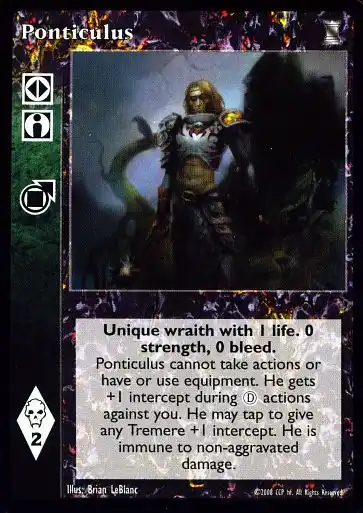 Ponticulus
Unique wraith with 1 life. 0
strength, 0 bleed.
Ponticulus cannot take actions or
have or use equipment. He gets
+1 intercept during Ⓓ actions
against you. He may tap to give
any Tremere +1 intercept. He is
immune to non-aggravated
damage.
2
Illus: Brian LeBlanc
©2008 CCP hf. All Rights Reserved